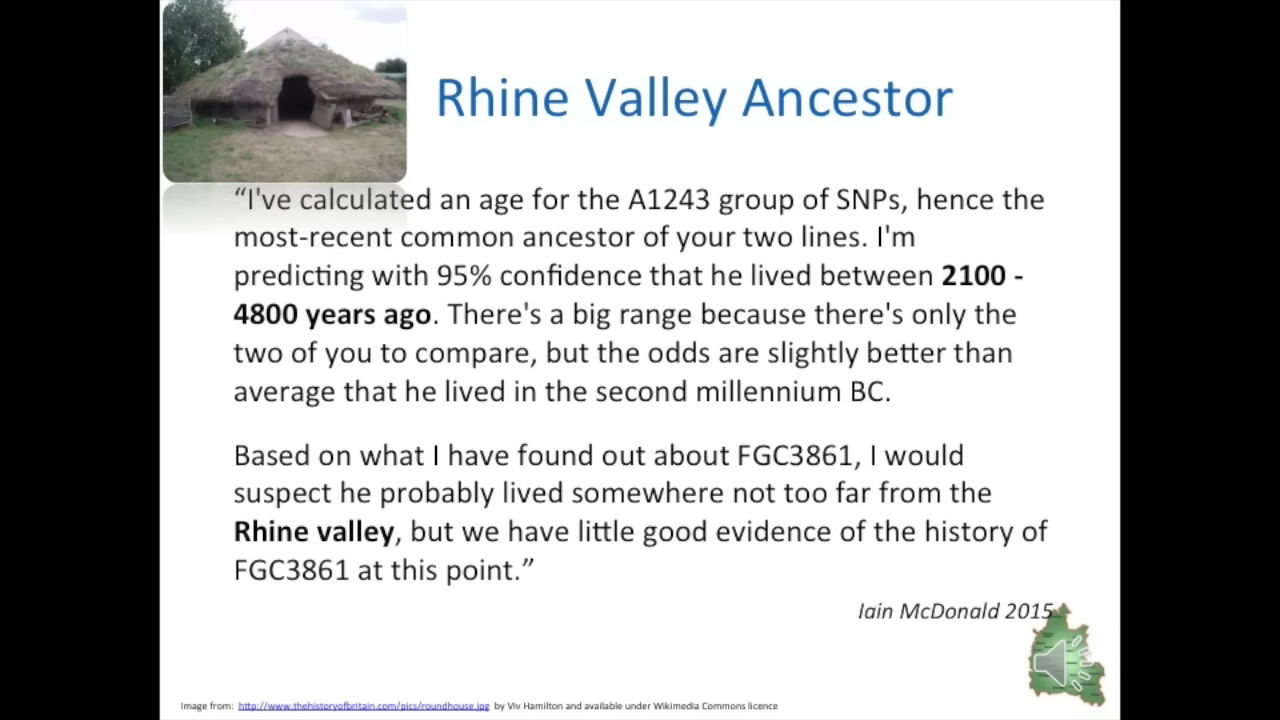 Rhine Valley Ancestor
“I've calculated an age for the A1243 group of SNPs, hence the
most-recent common ancestor of your two lines. I'm
predicting with 95% confidence that he lived between 2100 -
4800 years ago. There's a big range because there's only the
two of you to compare, but the odds are slightly better than
average that he lived in the second millennium BC.
Based on what I have found out about FGC3861, I would
suspect he probably lived somewhere not too far from the
Rhine valley, but we have little good evidence of the history of
FGC3861 at this point.”
Iain McDonald 2015
Image from: http://www.thehistoryofbritain.com/pics/roundhouse.jpg by Viv Hamilton and available under Wikimedia Commons licence